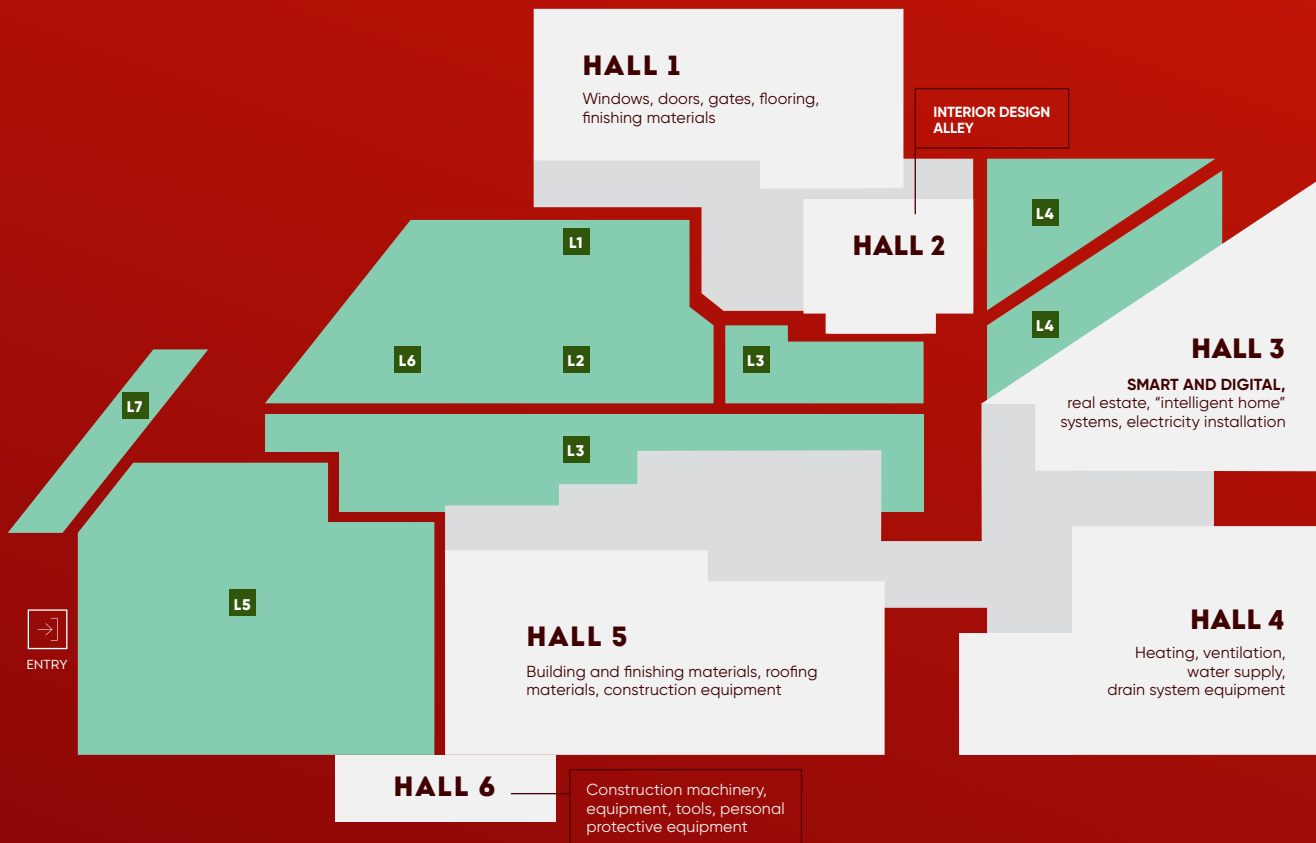 HALL 1
Windows, doors, gates, flooring,
finishing materials
INTERIOR DESIGN
ALLEY
HALL 2
L4
L1
L4
L6
L2
L3
HALL 3
SMART AND DIGITAL,
real estate, “intelligent home”
systems, electricity installation
L7
L3
L5
ENTRY
HALL 5
Building and finishing materials, roofing
materials, construction equipment
HALL 4
Heating, ventilation,
water supply,
drain system equipment
HALL 6
Construction machinery,
equipment, tools, personal
protective equipment